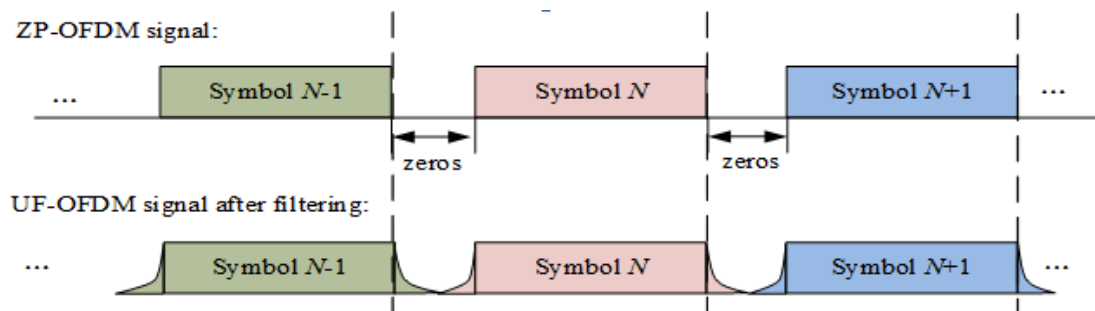 ZP-OFDM signal:
... Symbol N-1 Symbol N Symbol N+1 ...
zeros zeros
UF-OFDM signal after filtering:
... Symbol N-1 Symbol N Symbol N+1 ...